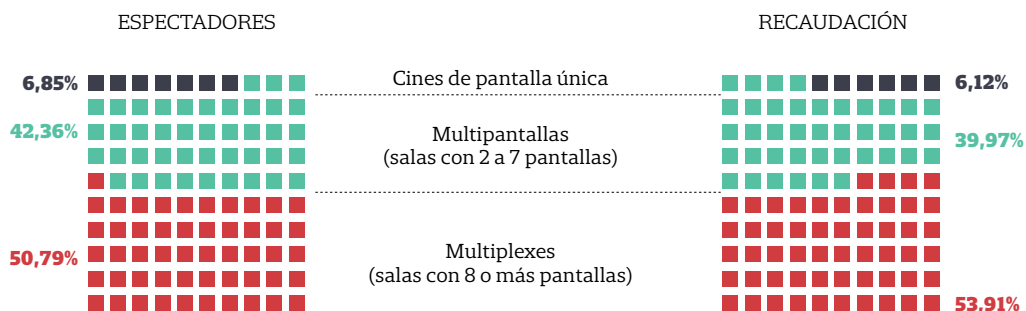 ESPECTADORES
RECAUDACIÓN
6,85%
Cines de pantalla única
6,12%
42,36%
Multipantallas
(salas con 2 a 7 pantallas)
39,97%
50,79%
Multiplexes
(salas con 8 o más pantallas)
53,91%